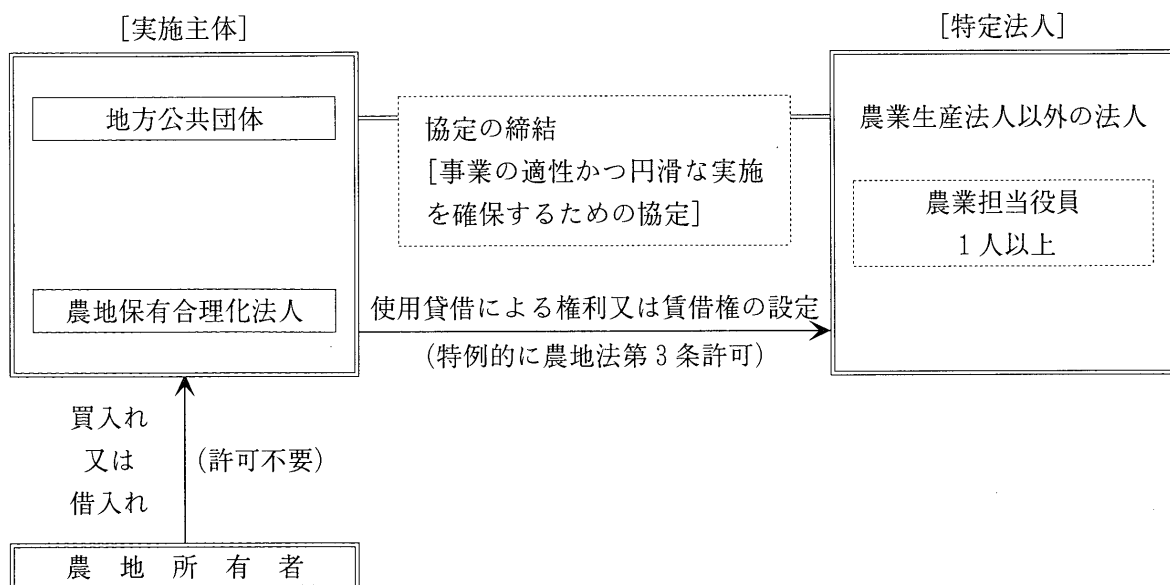 [実施主体]
[特定法人]
地方公共団体
協定の締結
[事業の適性かつ円滑な実施
を確保するための協定]
農業生産法人以外の法人
農業担当役員
1人以上
農地保有合理化法人
使用貸借による権利又は賃借権の設定
(特例的に農地法第3条許可)
買入れ
又は
借入れ
(許可不要)
農地所有者